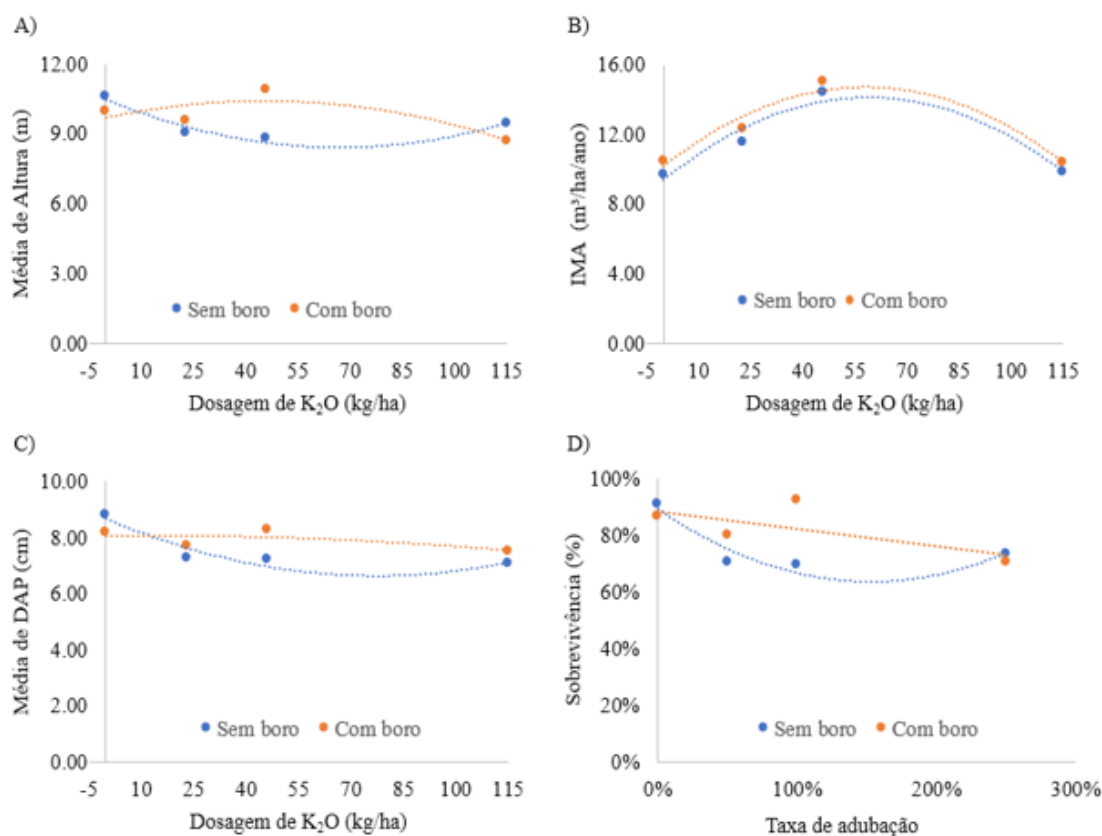 A)
Média de Altura (m)
12.00
9.00
6.00
3.00
0.00
Sem boro Com boro
-5 10 25 40 55 70 85 100 115
Dosagem de K₂O (kg/ha)
B)
IMA (m³/ha/ano)
16.00
12.00
8.00
4.00
0.00
Sem boro Com boro
-5 10 25 40 55 70 85 100 115
Dosagem de K₂O (kg/ha)
C)
Média de DAP (cm)
10.00
8.00
6.00
4.00
2.00
0.00
Sem boro Com boro
-5 10 25 40 55 70 85 100 115
Dosagem de K₂O (kg/ha)
D)
Sobrevivência (%)
100%
80%
60%
40%
20%
0%
Sem boro Com boro
0% 100% 200% 300%
Taxa de adubação